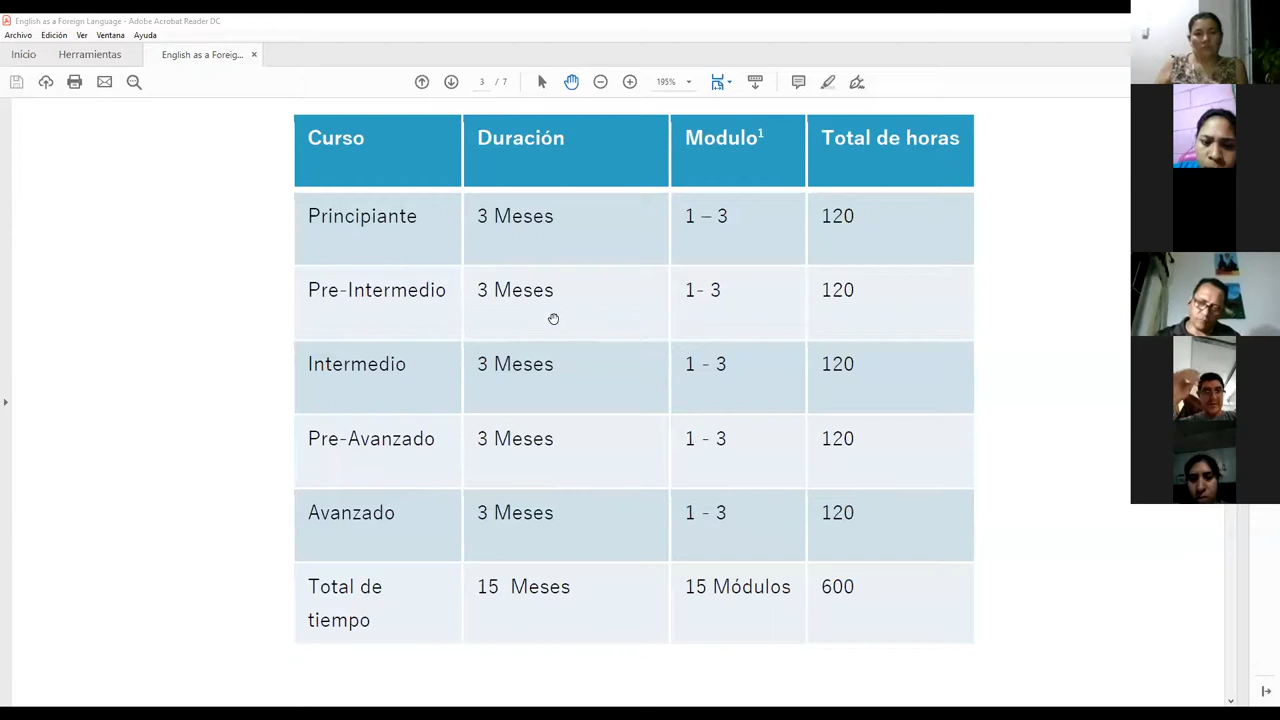 English as a Foreign Language - Adobe Acrobat Reader DC
Archivo Edición Ver Ventana Ayuda
Inicio Herramientas English as a Foreig... ×
3 / 7 195%
Curso Duración Modulo¹ Total de horas
Principiante 3 Meses 1 – 3 120
Pre-Intermedio 3 Meses 1- 3 120
Intermedio 3 Meses 1 - 3 120
Pre-Avanzado 3 Meses 1 - 3 120
Avanzado 3 Meses 1 - 3 120
Total de 15 Meses 15 Módulos 600
tiempo